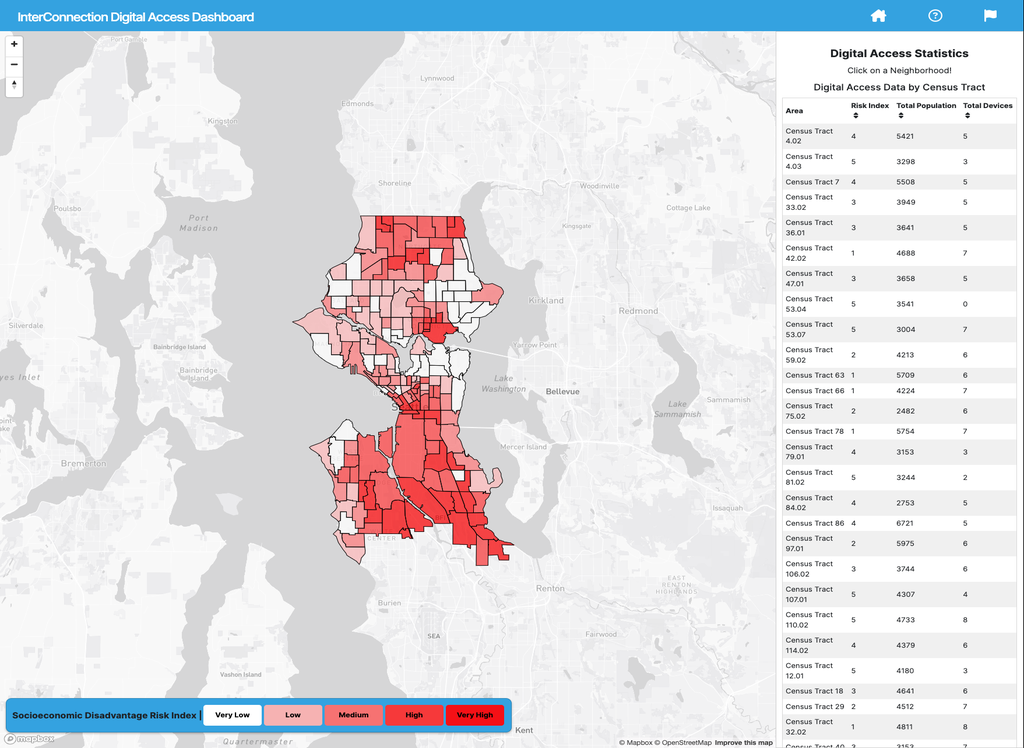 InterConnection Digital Access Dashboard
Lynnwood
Edmonds
Kingston
Shoreline
Woodinville
Cottage Lake
Poulsbo
Port
Madison
Kingsgate
Kirkland
Redmond
Silverdale
Bainbridge Island
Bainbridge
Island
Yarrow Point
Lake
Washington
Bellevue
Lake
Sammamish
Sammamish
Mercer Island
Bremerton
Issaquah
Renton
EAST
RENTON
HIGHLANDS
Burien
SEA
Fairwood
Vashon Island
Kent
Quartermaster
Socioeconomic Disadvantage Risk Index |
Very Low
Low
Medium
High
Very High
mapbox
© Mapbox © OpenStreetMap Improve this map
Digital Access Statistics
Click on a Neighborhood!
Digital Access Data by Census Tract
Area Risk Index Total Population Total Devices
Census Tract 4.02 4 5421 5
Census Tract 4.03 5 3298 3
Census Tract 7 4 5508 5
Census Tract 33.02 3 3949 5
Census Tract 36.01 3 3641 5
Census Tract 42.02 1 4688 7
Census Tract 47.01 3 3658 5
Census Tract 53.04 5 3541 0
Census Tract 53.07 5 3004 7
Census Tract 59.02 2 4213 6
Census Tract 63 1 5709 6
Census Tract 66 1 4224 7
Census Tract 75.02 2 2482 6
Census Tract 78 1 5754 7
Census Tract 79.01 4 3153 3
Census Tract 81.02 5 3244 2
Census Tract 84.02 4 2753 5
Census Tract 86 4 6721 5
Census Tract 97.01 2 5975 6
Census Tract 106.02 3 3744 6
Census Tract 107.01 5 4307 4
Census Tract 110.02 5 4733 8
Census Tract 114.02 4 4379 6
Census Tract 12.01 5 4180 3
Census Tract 18 3 4641 6
Census Tract 29 2 4512 7
Census Tract 32.02 1 4811 8